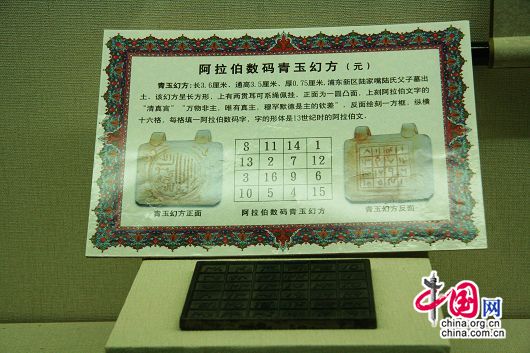 阿拉伯数码青玉幻方（元）
青玉幻方：长3.6厘米，通高3.5厘米，厚0.75厘米，浦东新区陆家嘴陆氏父子墓出
土。该幻方呈长方形，上有两贯耳可系绳佩挂，正面为一圆凸面，上刻阿拉伯文字的
“清真言”“万物非主，唯有真主，穆罕默德是主的钦差”，反面绘刻一方框，纵横
十六格，每格填一阿拉伯数码字，字的形体是13世纪时的阿拉伯文。
8 11 14 1
13 2 7 12
3 16 9 6
10 5 4 15
青玉幻方正面
阿拉伯数码青玉幻方
青玉幻方反面
中国网
china.org.cn
china.com.cn